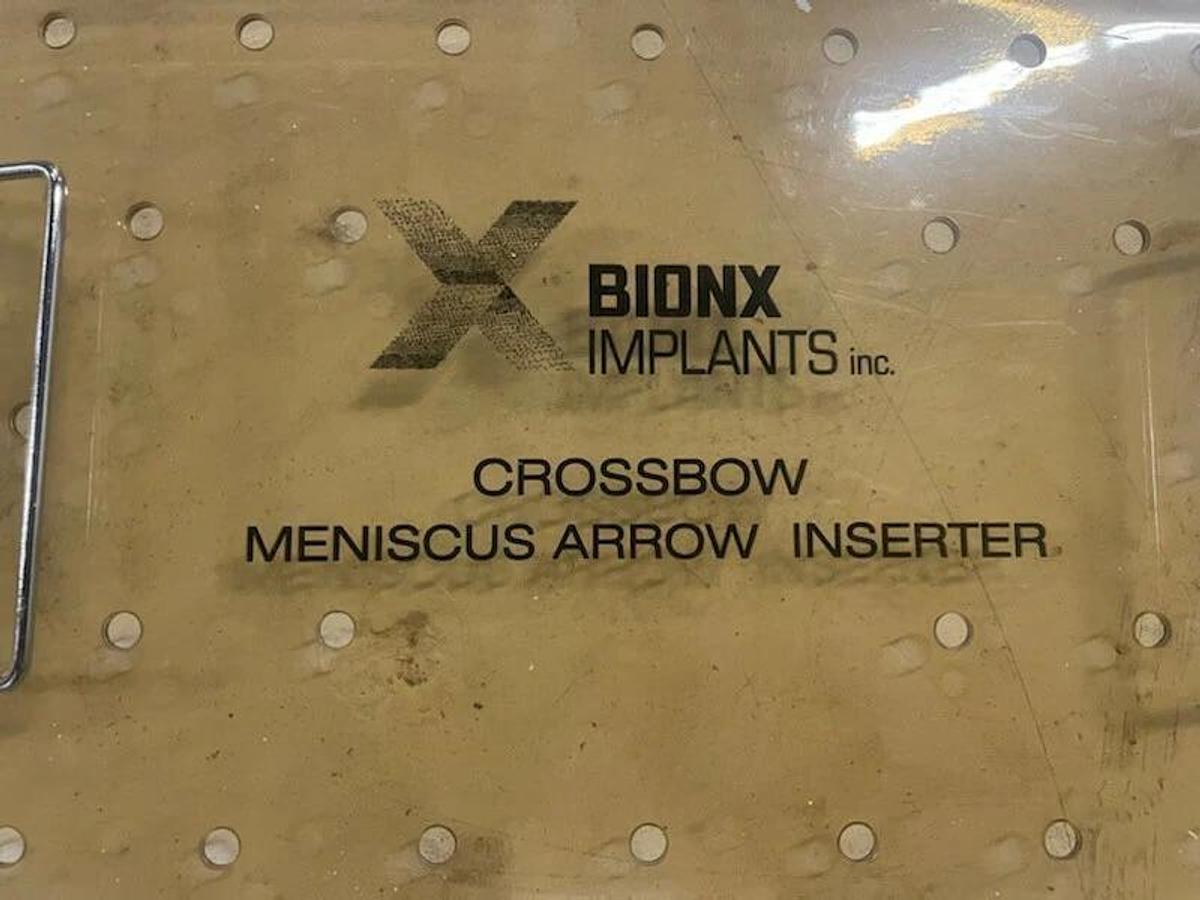 BIONX
IMPLANTS inc.
CROSSBOW
MENISCUS ARROW INSERTER